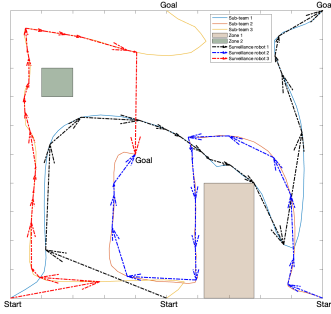 Goal
Goal
Sub-team 1
Sub-team 2
Sub-team 3
Zone 1
Zone 2
Surveillance robot 1
Surveillance robot 2
Surveillance robot 3
Goal
Start
Start
Start